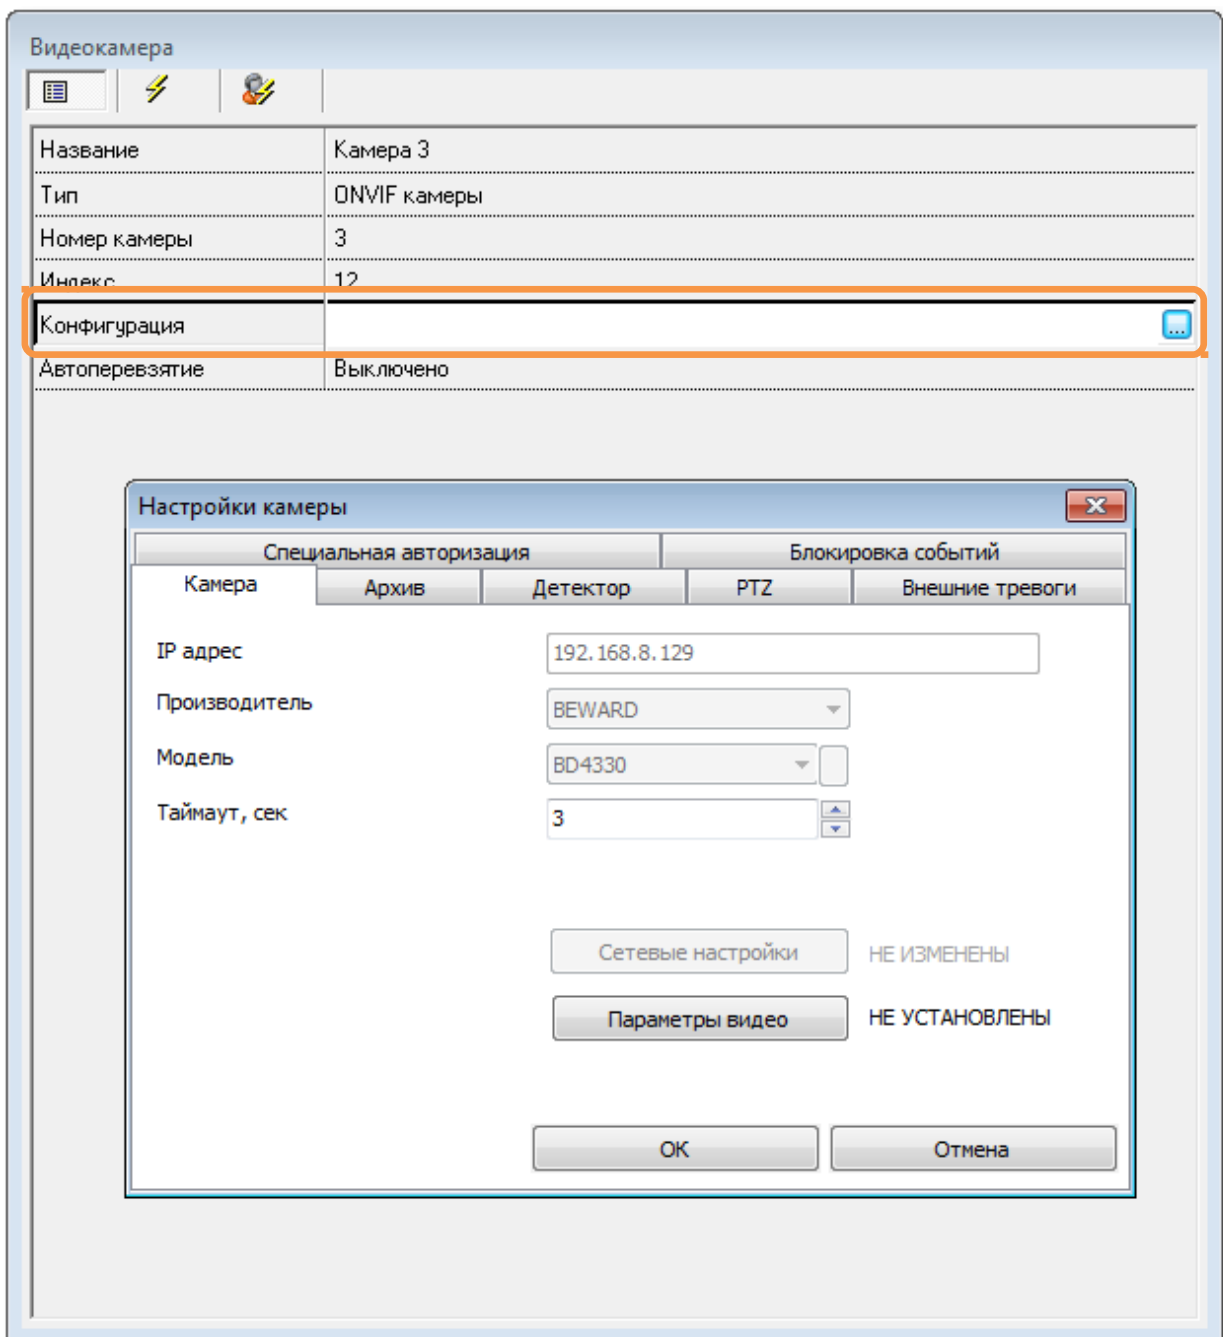 Видеокамера
Название Камера 3
Тип ONVIF камеры
Номер камеры 3
Индекс 12
Конфигурация ...
Автоперевзятие Выключено
Настройки камеры
Специальная авторизация Блокировка событий
Камера Архив Детектор PTZ Внешние тревоги
IP адрес 192.168.8.129
Производитель BEWARD
Модель BD4330
Таймаут, сек 3
Сетевые настройки НЕ ИЗМЕНЕНЫ
Параметры видео НЕ УСТАНОВЛЕНЫ
ОК Отмена